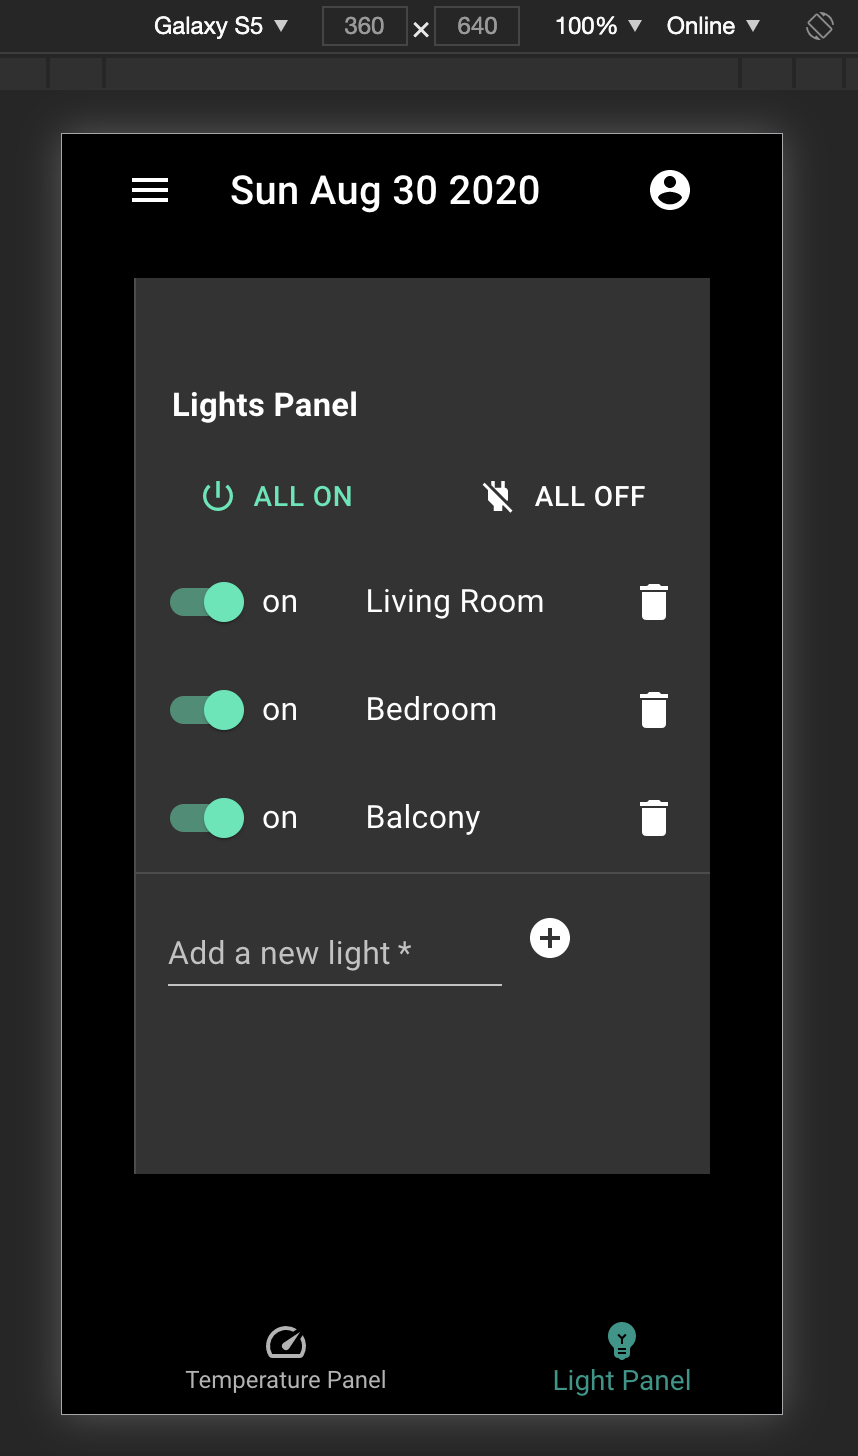 Galaxy S5 ▼ 360 × 640 100% ▼ Online ▼
Sun Aug 30 2020
Lights Panel
ALL ON ALL OFF
on Living Room
on Bedroom
on Balcony
Add a new light *
Temperature Panel Light Panel